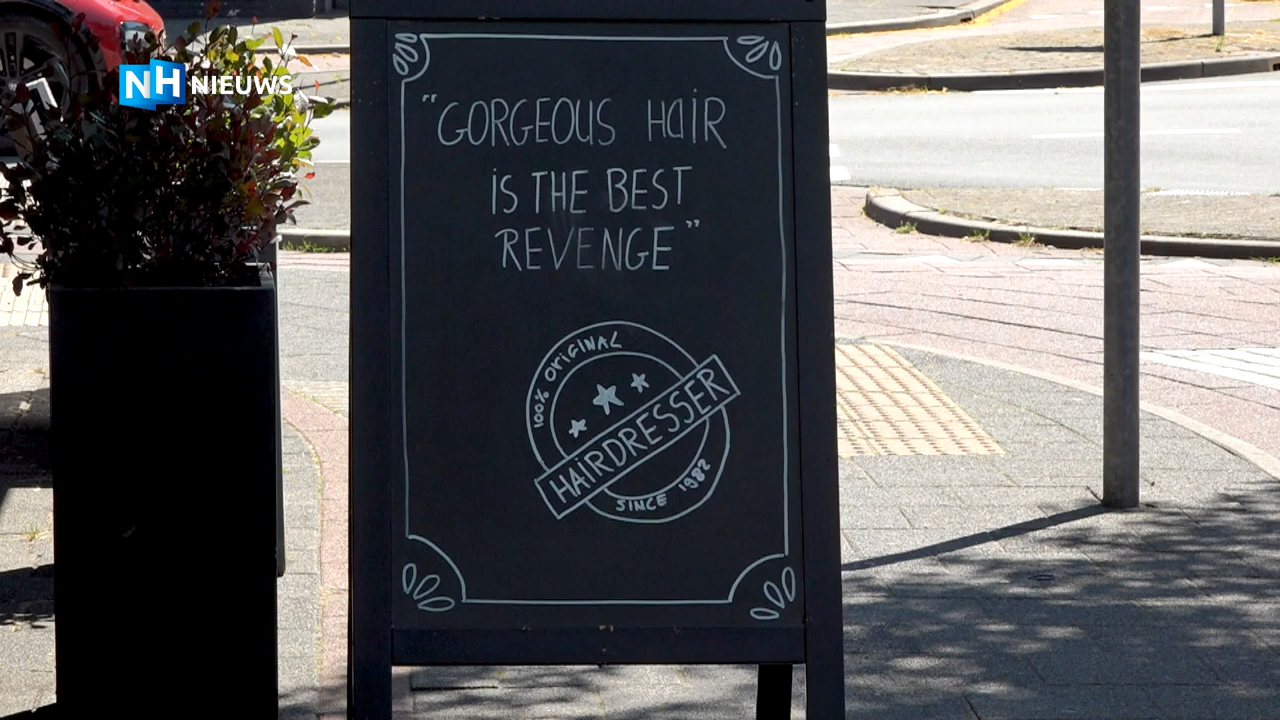 NH NIEUWS
"GORGEOUS HAIR
IS THE BEST
REVENGE"
100% ORIGINAL
HAIRDRESSER
SINCE 1982